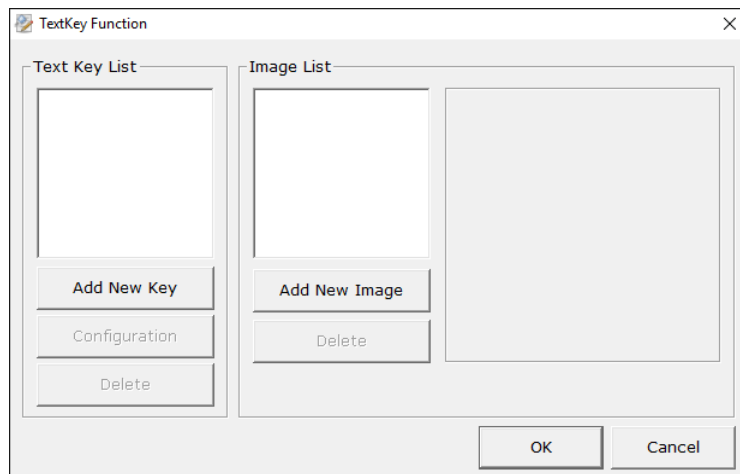 TextKey Function
Text Key List
Add New Key
Configuration
Delete
Image List
Add New Image
Delete
OK
Cancel